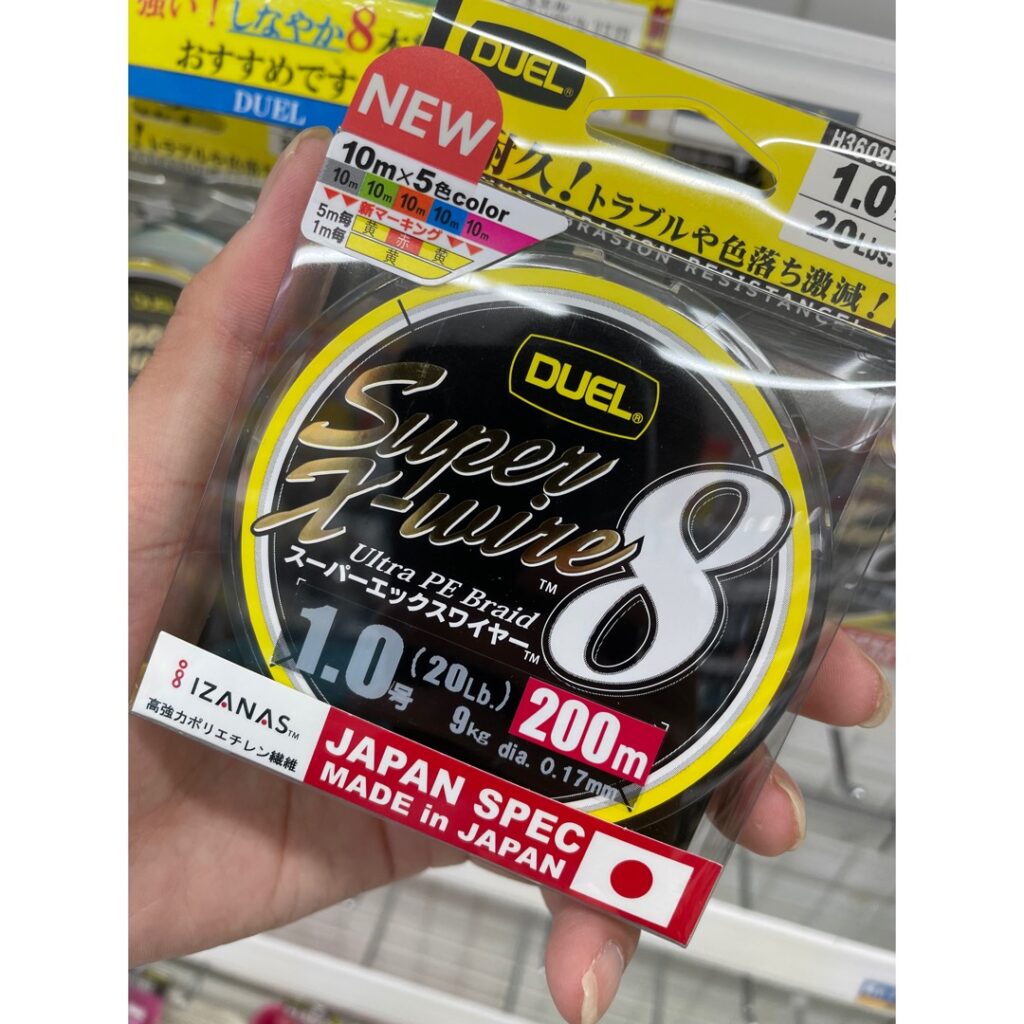 強い！しなやか8本
おすすめです
DUEL
DUEL®
NEW
10m×5色color
10m 10m 10m 10m 10m
新マーキング
5m毎 黄 赤 黄
1m毎 黄
耐久！トラブルや色落ち激減！
ABRASION RESISTANCE!
H3608
1.0
20Lbs.
DUEL®
Super
X-wire 8
™
Ultra PE Braid
スーパーエックスワイヤー™
1.0号 (20Lb.) 200m
9kg dia. 0.17mm
IZANAS™
高強力ポリエチレン繊維
JAPAN SPEC
MADE in JAPAN